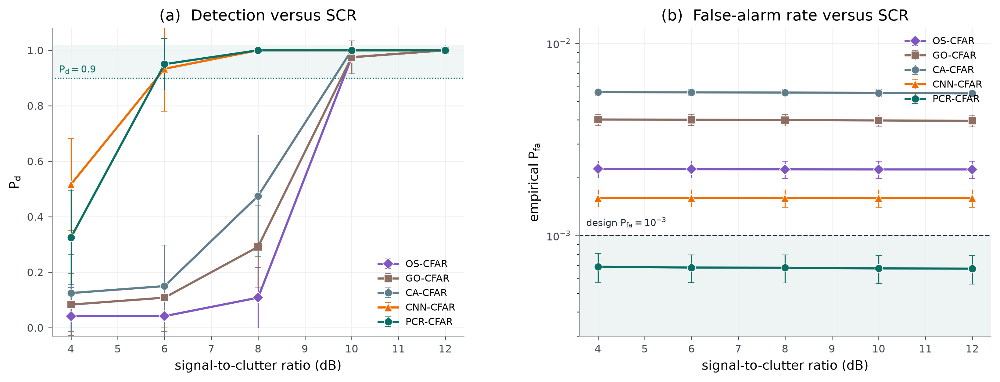 (a) Detection versus SCR
P_d
1.0
0.8
0.6
0.4
0.2
0.0
P_d = 0.9
OS-CFAR
GO-CFAR
CA-CFAR
CNN-CFAR
PCR-CFAR
4 5 6 7 8 9 10 11 12
signal-to-clutter ratio (dB)
(b) False-alarm rate versus SCR
empirical P_fa
10⁻²
10⁻³
OS-CFAR
GO-CFAR
CA-CFAR
CNN-CFAR
PCR-CFAR
design P_fa = 10⁻³
4 5 6 7 8 9 10 11 12
signal-to-clutter ratio (dB)